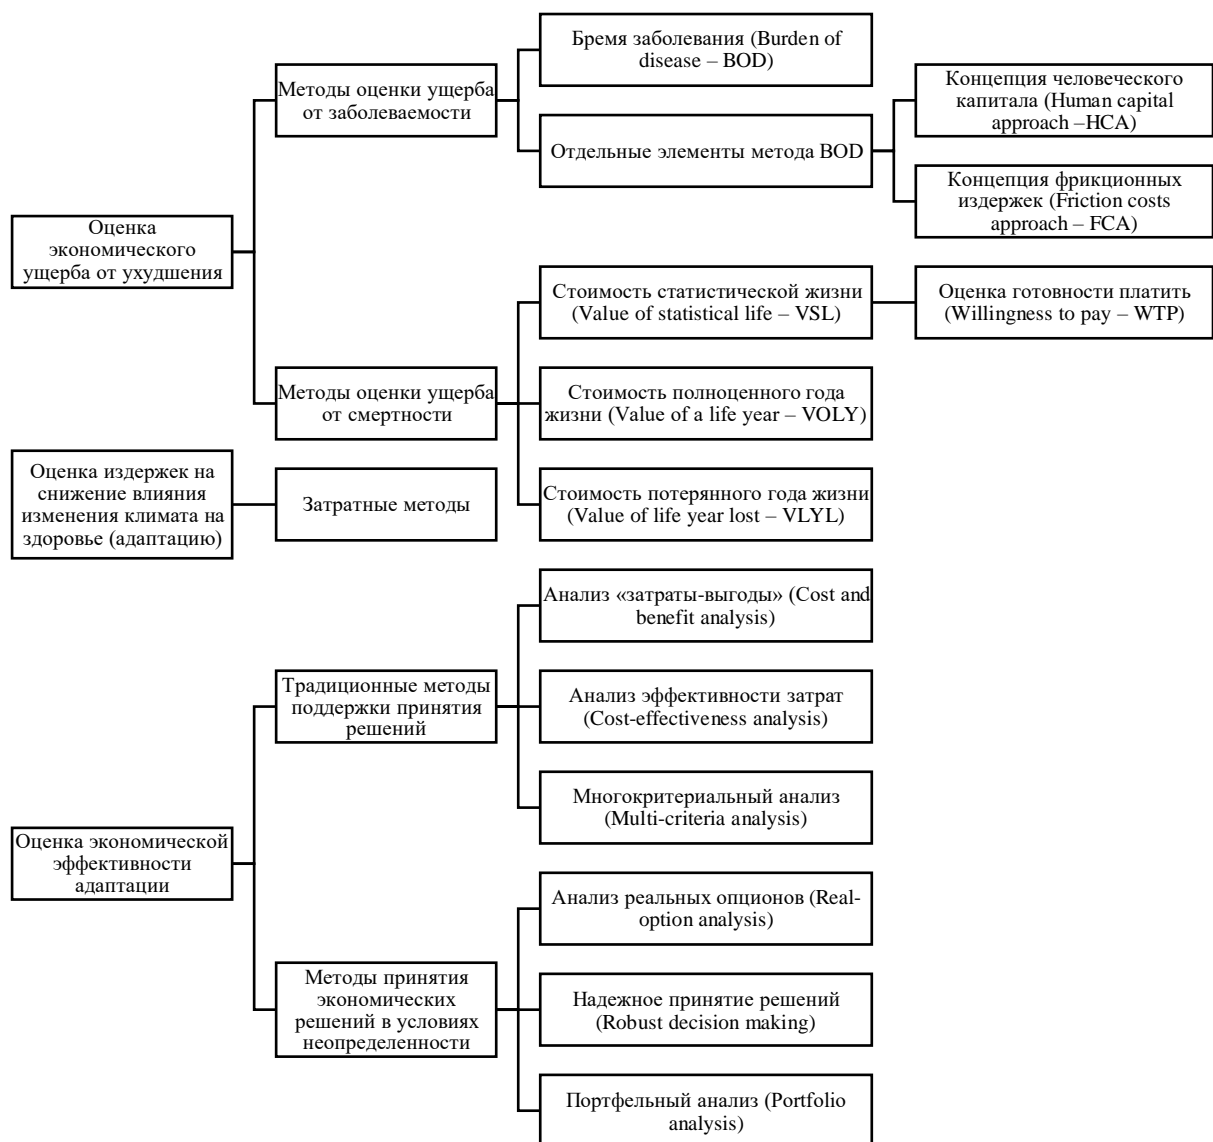 Бремя заболевания (Burden of
disease – BOD)
Методы оценки ущерба
от заболеваемости
Концепция человеческого
капитала (Human capital
approach –HCA)
Отдельные элементы метода BOD
Концепция фрикционных
издержек (Friction costs
approach – FCA)
Оценка
экономического
ущерба от ухудшения
Стоимость статистической жизни
(Value of statistical life – VSL)
Оценка готовности платить
(Willingness to pay – WTP)
Методы оценки ущерба
от смертности
Стоимость полноценного года
жизни (Value of a life year – VOLY)
Стоимость потерянного года жизни
(Value of life year lost – VLYL)
Оценка издержек на
снижение влияния
изменения климата на
здоровье (адаптацию)
Затратные методы
Анализ «затраты-выгоды» (Cost and
benefit analysis)
Традиционные методы
поддержки принятия
решений
Анализ эффективности затрат
(Cost-effectiveness analysis)
Многокритериальный анализ
(Multi-criteria analysis)
Оценка экономической
эффективности
адаптации
Анализ реальных опционов (Real-
option analysis)
Методы принятия
экономических
решений в условиях
неопределенности
Надежное принятие решений
(Robust decision making)
Портфельный анализ (Portfolio
analysis)